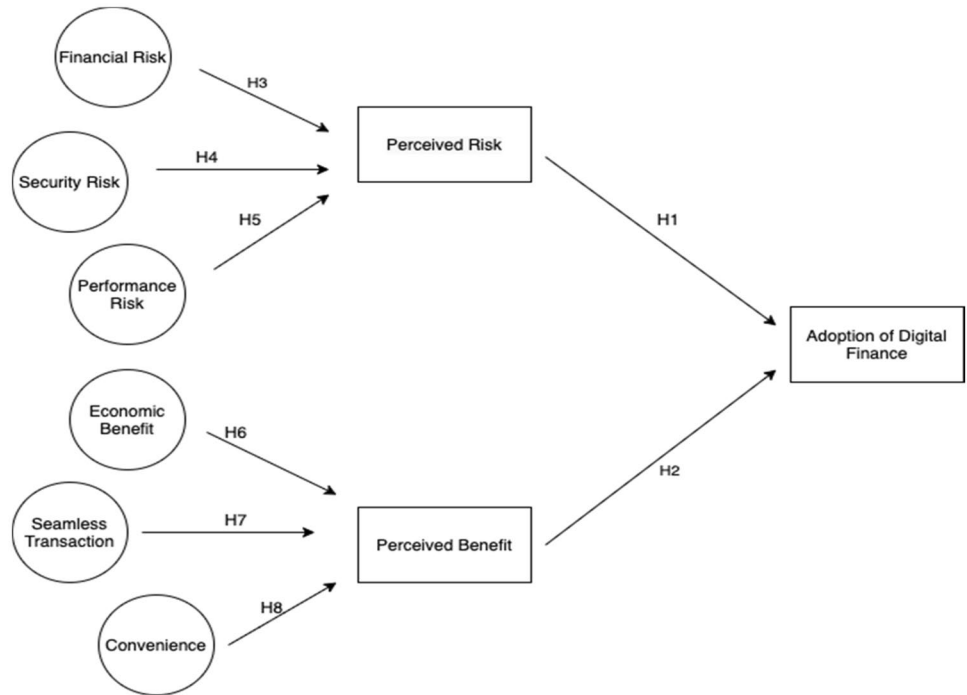 Financial Risk
H3
Perceived Risk
H4
Security Risk
H5
H1
Performance
Risk
Adoption of Digital
Finance
Economic
Benefit
H6
H2
Seamless
Transaction
H7
Perceived Benefit
H8
Convenience